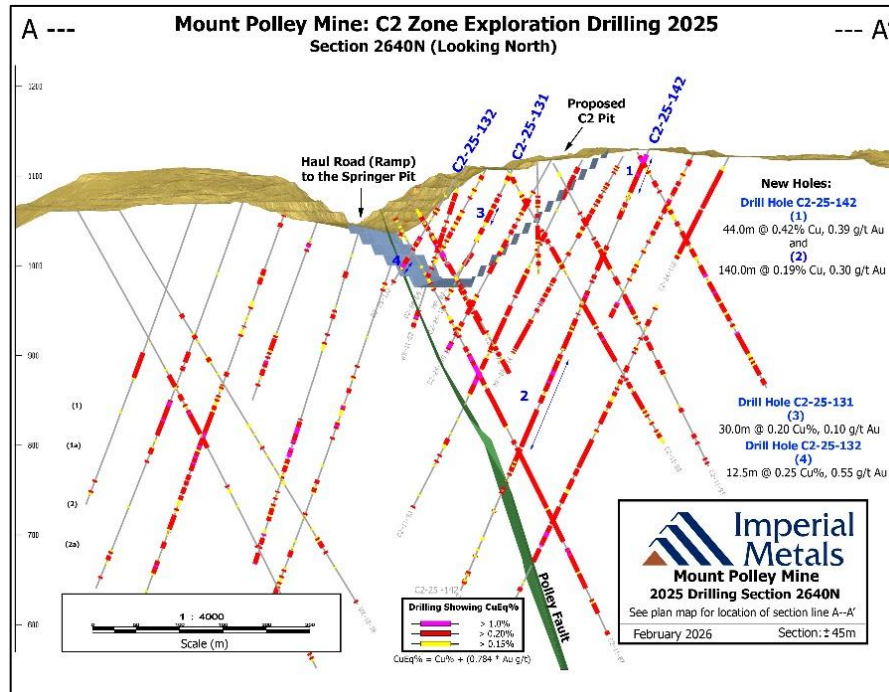 A ---
Mount Polley Mine: C2 Zone Exploration Drilling 2025
--- A'
Section 2640N (Looking North)
1200
1100
1000
900
800
700
600
C2-25-132
C2-25-131
Proposed
C2 Pit
C2-25-142
Haul Road (Ramp)
to the Springer Pit
1
3
4
2
New Holes:
Drill Hole C2-25-142
(1)
44.0m @ 0.42% Cu, 0.39 g/t Au
and
(2)
140.0m @ 0.19% Cu, 0.30 g/t Au
Drill Hole C2-25-131
(3)
30.0m @ 0.20 Cu%, 0.10 g/t Au
Drill Hole C2-25-132
(4)
12.5m @ 0.25 Cu%, 0.55 g/t Au
(1)
(1a)
(2)
(2a)
Polley Fault
1 : 4000
Scale (m)
Drilling Showing CuEq%
> 1.0%
> 0.20%
> 0.15%
CuEq% = Cu% + (0.784 * Au g/t)
Imperial
Metals
Mount Polley Mine
2025 Drilling Section 2640N
See plan map for location of section line A--A'
February 2026
Section: ± 45m